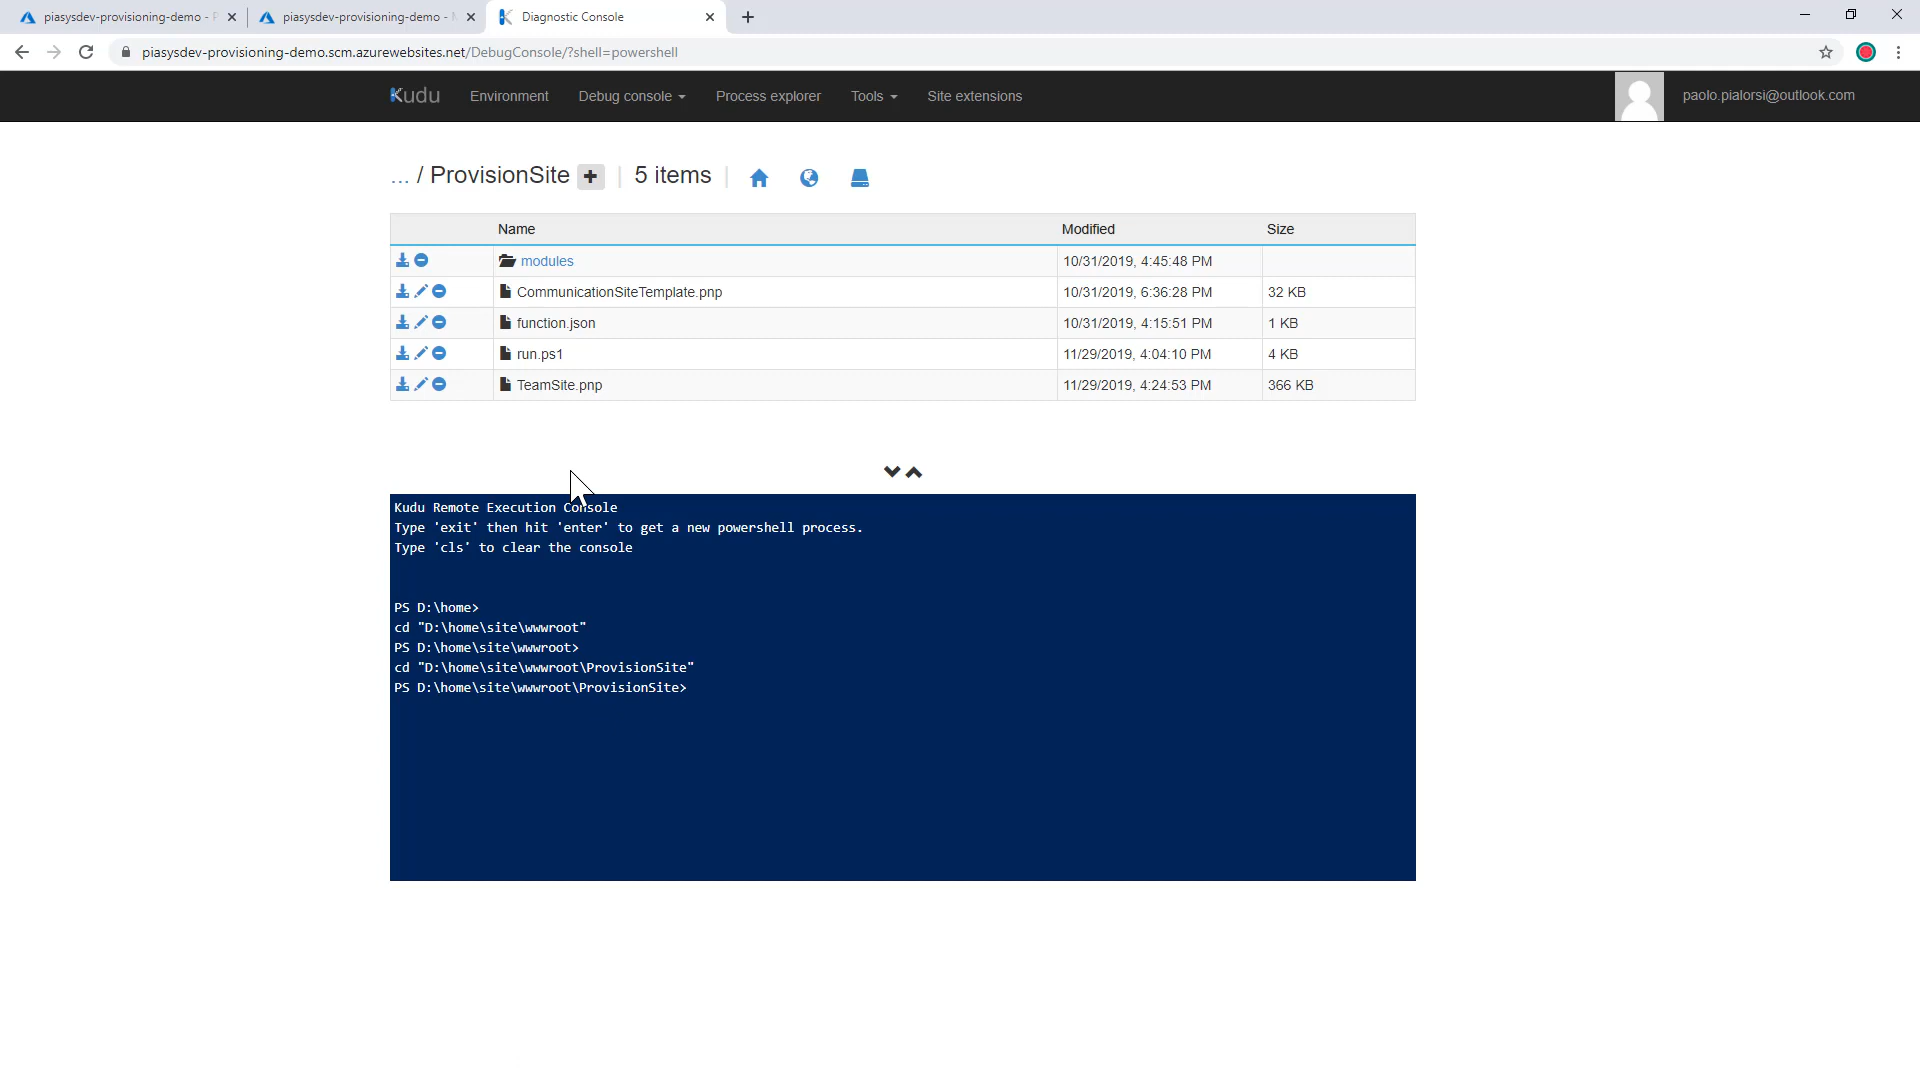 piasysdev-provisioning-demo -
piasysdev-provisioning-demo -
Diagnostic Console
piasysdev-provisioning-demo.scm.azurewebsites.net/DebugConsole/?shell=powershell
Kudu Environment Debug console Process explorer Tools Site extensions paolo.pialorsi@outlook.com
... / ProvisionSite + | 5 items |
Name Modified Size
modules 10/31/2019, 4:45:48 PM
CommunicationSiteTemplate.pnp 10/31/2019, 6:36:28 PM 32 KB
function.json 10/31/2019, 4:15:51 PM 1 KB
run.ps1 11/29/2019, 4:04:10 PM 4 KB
TeamSite.pnp 11/29/2019, 4:24:53 PM 366 KB
Kudu Remote Execution Console
Type 'exit' then hit 'enter' to get a new powershell process.
Type 'cls' to clear the console
PS D:\home>
cd "D:\home\site\wwwroot"
PS D:\home\site\wwwroot>
cd "D:\home\site\wwwroot\ProvisionSite"
PS D:\home\site\wwwroot\ProvisionSite>